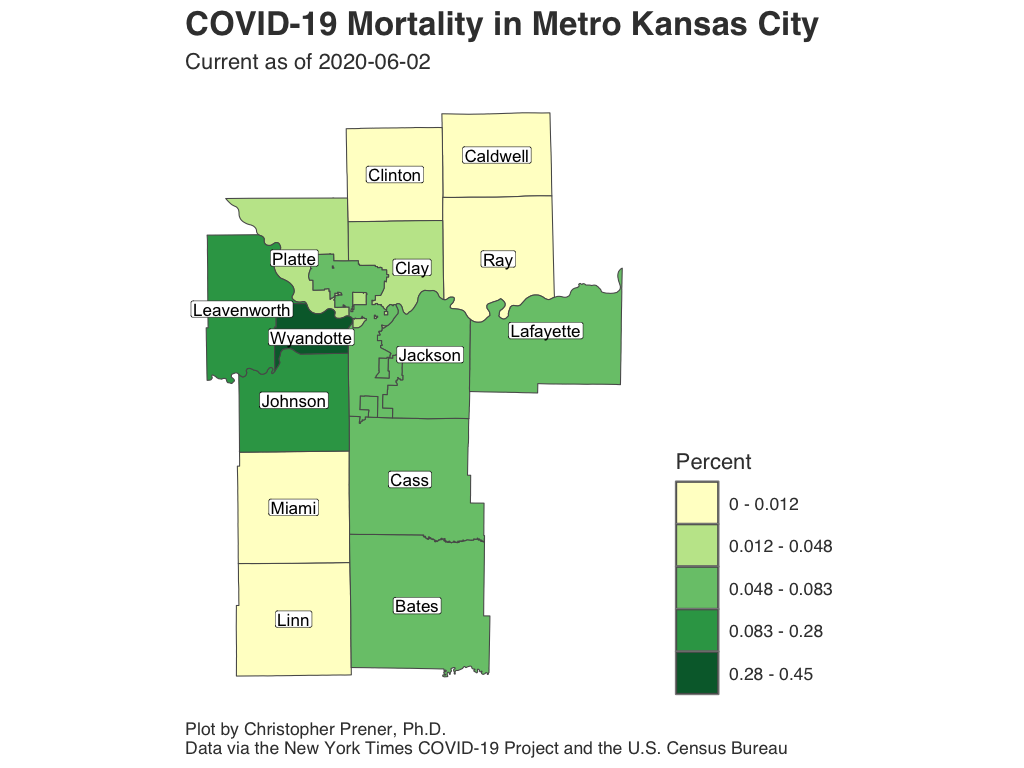 COVID-19 Mortality in Metro Kansas City
Current as of 2020-06-02
Caldwell
Clinton
Platte
Clay
Ray
Leavenworth
Wyandotte
Lafayette
Jackson
Johnson
Cass
Miami
Bates
Linn
Percent
0 - 0.012
0.012 - 0.048
0.048 - 0.083
0.083 - 0.28
0.28 - 0.45
Plot by Christopher Prener, Ph.D.
Data via the New York Times COVID-19 Project and the U.S. Census Bureau